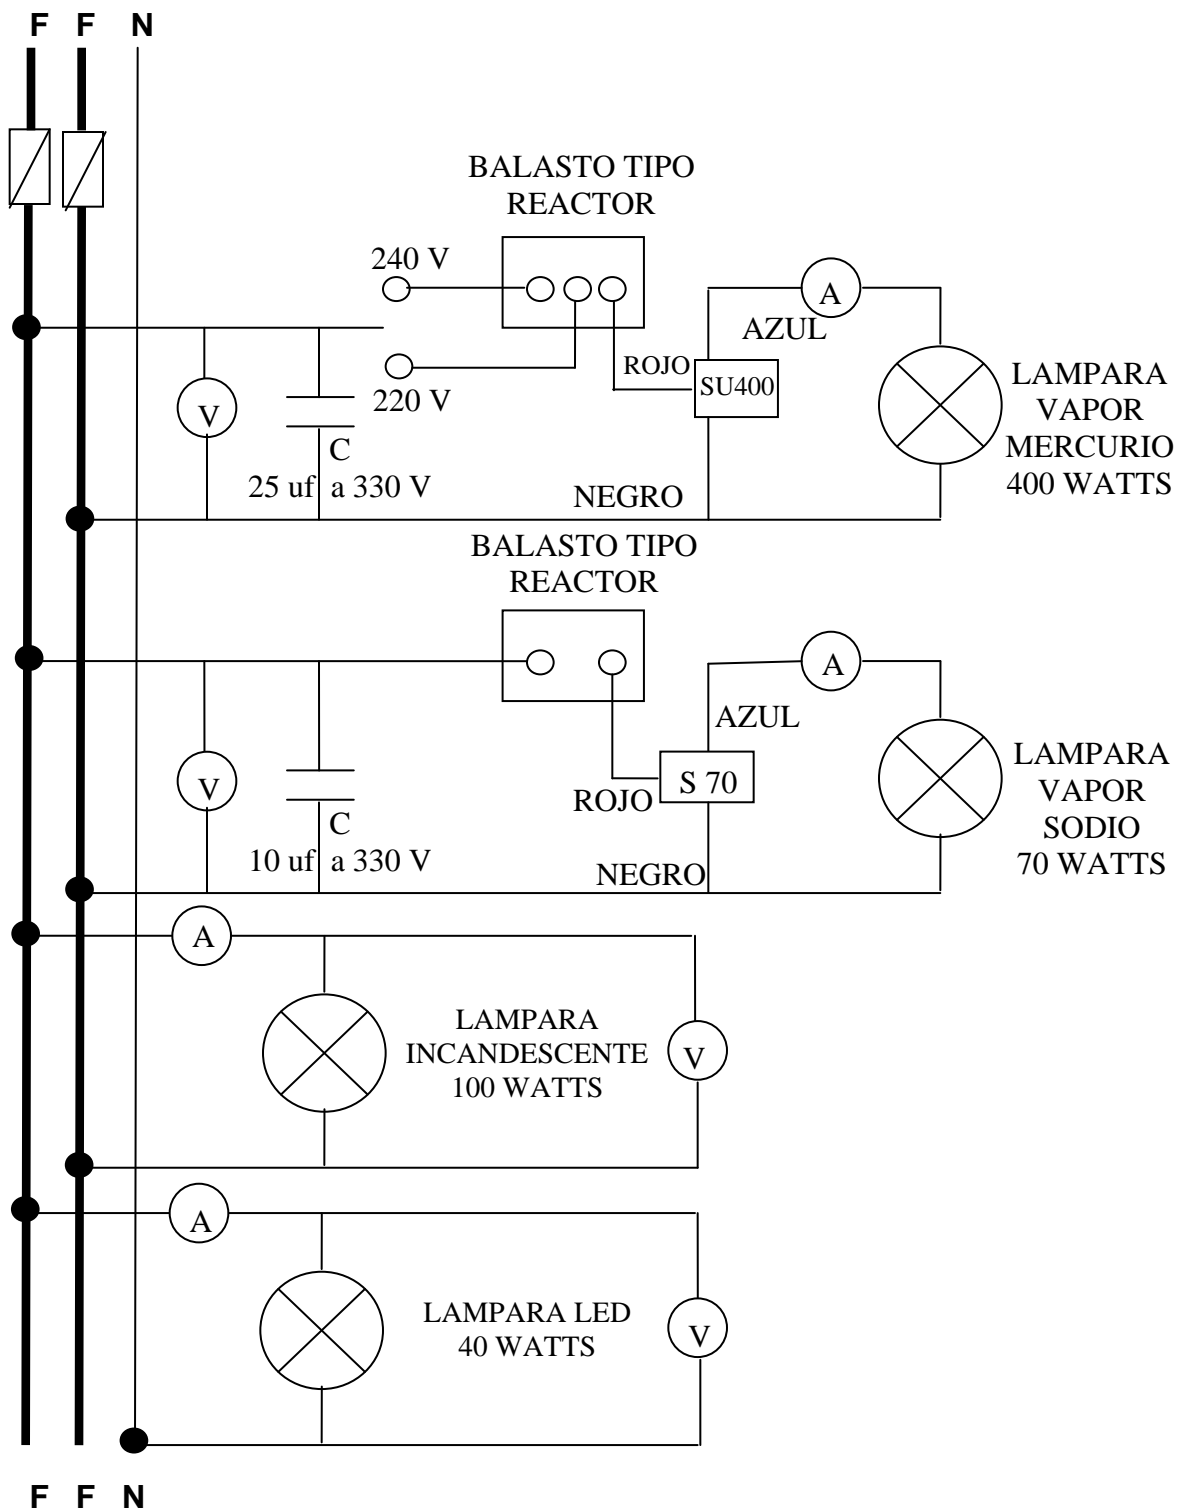 F F N
BALASTO TIPO
REACTOR
240 V
A
AZUL
ROJO
SU400
220 V
V
C
25 uf a 330 V
NEGRO
LAMPARA
VAPOR
MERCURIO
400 WATTS
BALASTO TIPO
REACTOR
A
AZUL
V
S 70
ROJO
C
10 uf a 330 V
NEGRO
LAMPARA
VAPOR
SODIO
70 WATTS
A
LAMPARA
INCANDESCENTE
100 WATTS
V
A
LAMPARA LED
40 WATTS
V
F F N